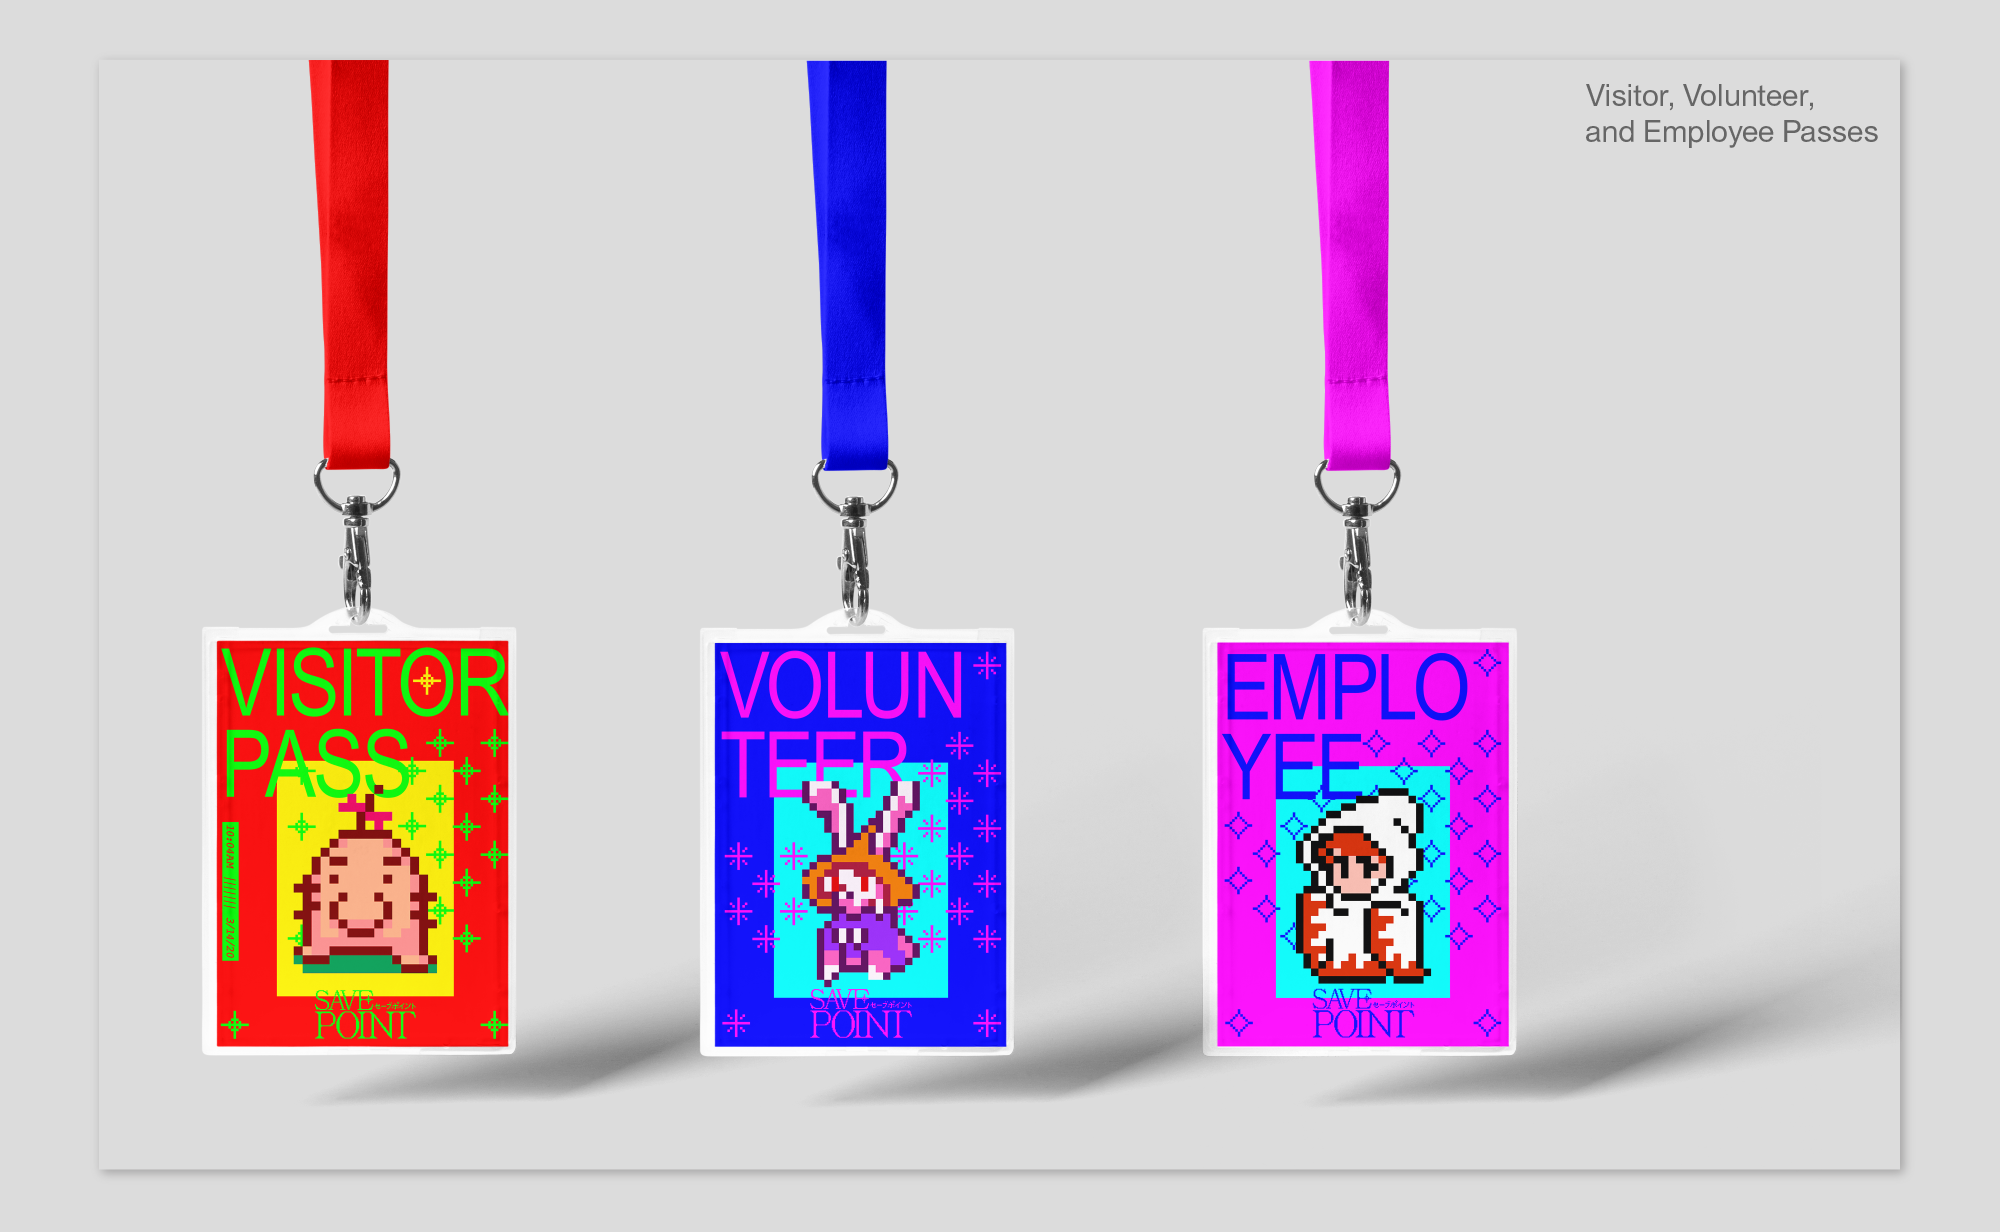 Visitor, Volunteer,
and Employee Passes
VISITOR
PASS
10:04AM
3/14/20
SAVE
セーブポイント
POINT
VOLUN
TEER
SAVE
セーブポイント
POINT
EMPLO
YEE
SAVE
セーブポイント
POINT